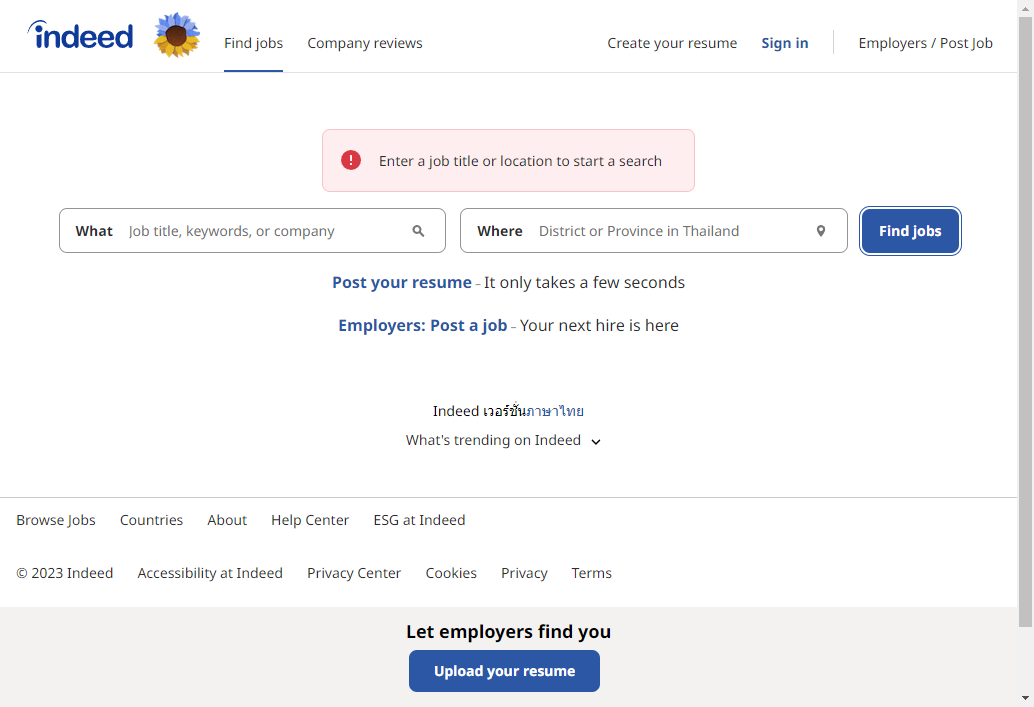 indeed Find jobs Company reviews Create your resume Sign in Employers / Post Job
Enter a job title or location to start a search
What Job title, keywords, or company Where District or Province in Thailand Find jobs
Post your resume - It only takes a few seconds
Employers: Post a job - Your next hire is here
Indeed เวอร์ชั่นภาษาไทย
What's trending on Indeed
Browse Jobs Countries About Help Center ESG at Indeed
© 2023 Indeed Accessibility at Indeed Privacy Center Cookies Privacy Terms
Let employers find you
Upload your resume